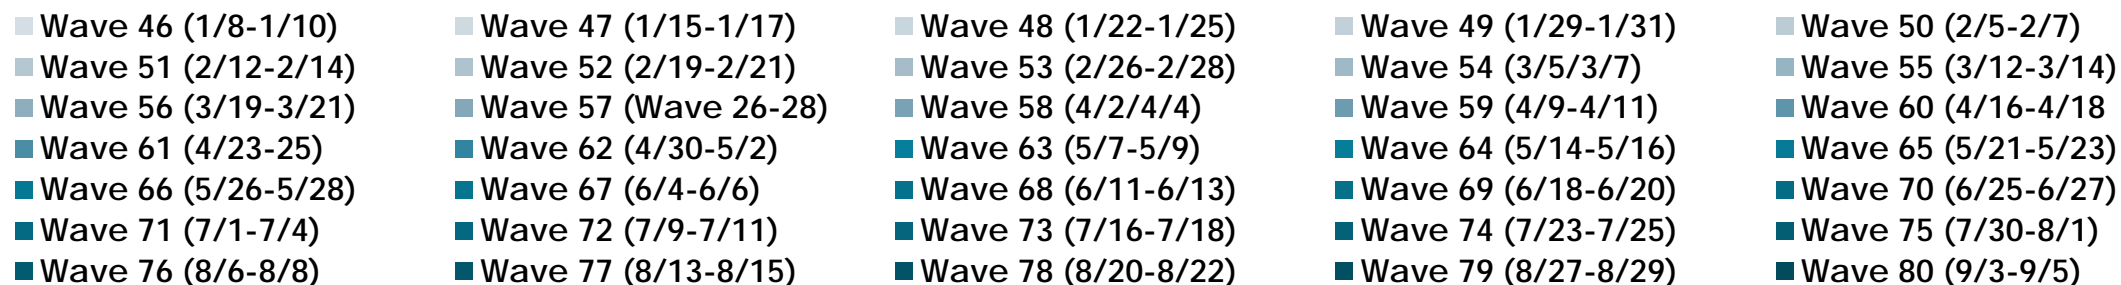 Wave 46 (1/8-1/10) Wave 47 (1/15-1/17) Wave 48 (1/22-1/25) Wave 49 (1/29-1/31) Wave 50 (2/5-2/7)
Wave 51 (2/12-2/14) Wave 52 (2/19-2/21) Wave 53 (2/26-2/28) Wave 54 (3/5/3/7) Wave 55 (3/12-3/14)
Wave 56 (3/19-3/21) Wave 57 (Wave 26-28) Wave 58 (4/2/4/4) Wave 59 (4/9-4/11) Wave 60 (4/16-4/18
Wave 61 (4/23-25) Wave 62 (4/30-5/2) Wave 63 (5/7-5/9) Wave 64 (5/14-5/16) Wave 65 (5/21-5/23)
Wave 66 (5/26-5/28) Wave 67 (6/4-6/6) Wave 68 (6/11-6/13) Wave 69 (6/18-6/20) Wave 70 (6/25-6/27)
Wave 71 (7/1-7/4) Wave 72 (7/9-7/11) Wave 73 (7/16-7/18) Wave 74 (7/23-7/25) Wave 75 (7/30-8/1)
Wave 76 (8/6-8/8) Wave 77 (8/13-8/15) Wave 78 (8/20-8/22) Wave 79 (8/27-8/29) Wave 80 (9/3-9/5)